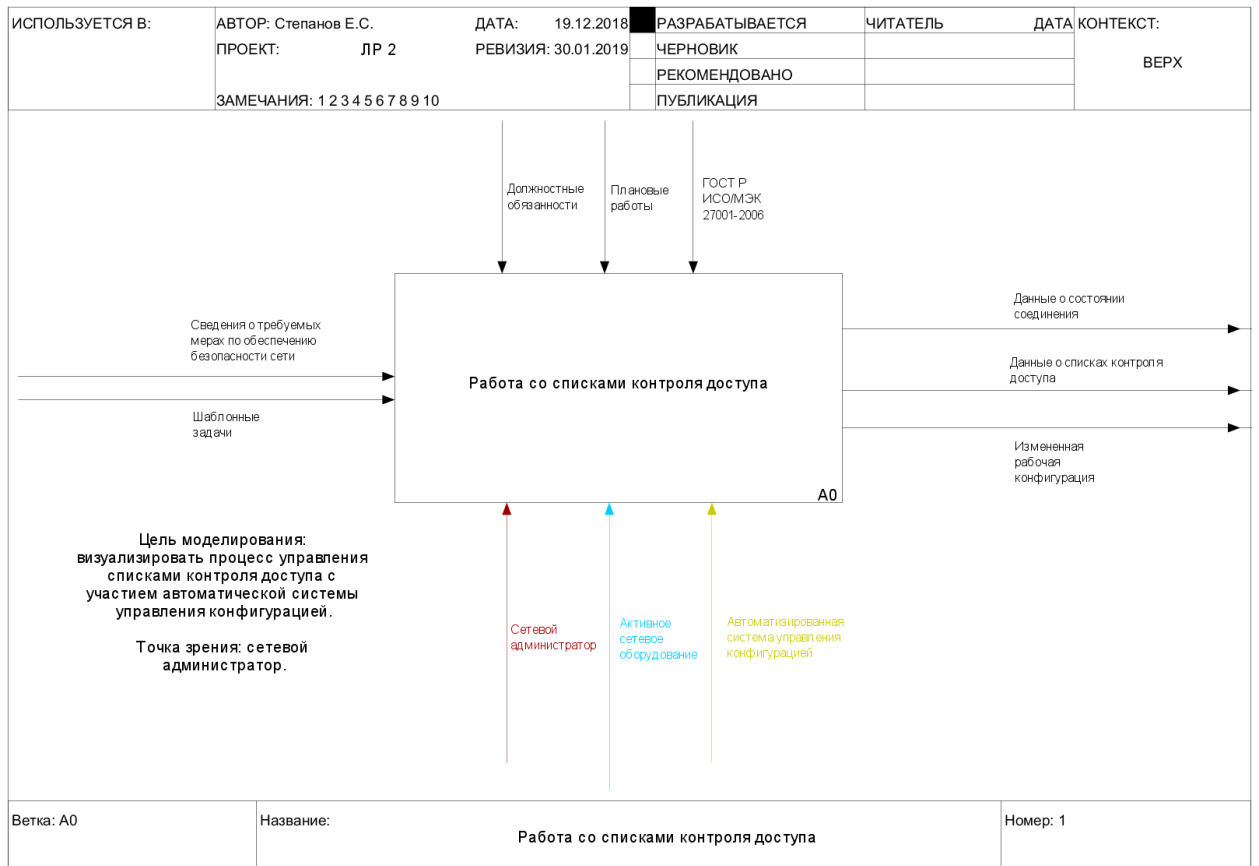 ИСПОЛЬЗУЕТСЯ В:
АВТОР: Степанов Е.С.
ДАТА: 19.12.2018
РАЗРАБАТЫВАЕТСЯ
ЧИТАТЕЛЬ
ДАТА
КОНТЕКСТ:
ПРОЕКТ: ЛР 2
РЕВИЗИЯ: 30.01.2019
ЧЕРНОВИК
ВЕРХ
РЕКОМЕНДОВАНО
ЗАМЕЧАНИЯ: 1 2 3 4 5 6 7 8 9 10
ПУБЛИКАЦИЯ
Должностные
обязанности
Плановые
работы
ГОСТ Р
ИСО/МЭК
27001-2006
Сведения о требуемых
мерах по обеспечению
безопасности сети
Шаблонные
задачи
Работа со списками контроля доступа
A0
Данные о состоянии
соединения
Данные о списках контроля
доступа
Измененная
рабочая
конфигурация
Цель моделирования:
визуализировать процесс управления
списками контроля доступа с
участием автоматической системы
управления конфигурацией.
Точка зрения: сетевой
администратор.
Сетевой
администратор
Активное
сетевое
оборудование
Автоматизированная
система управления
конфигурацией
Ветка: A0
Название:
Работа со списками контроля доступа
Номер: 1